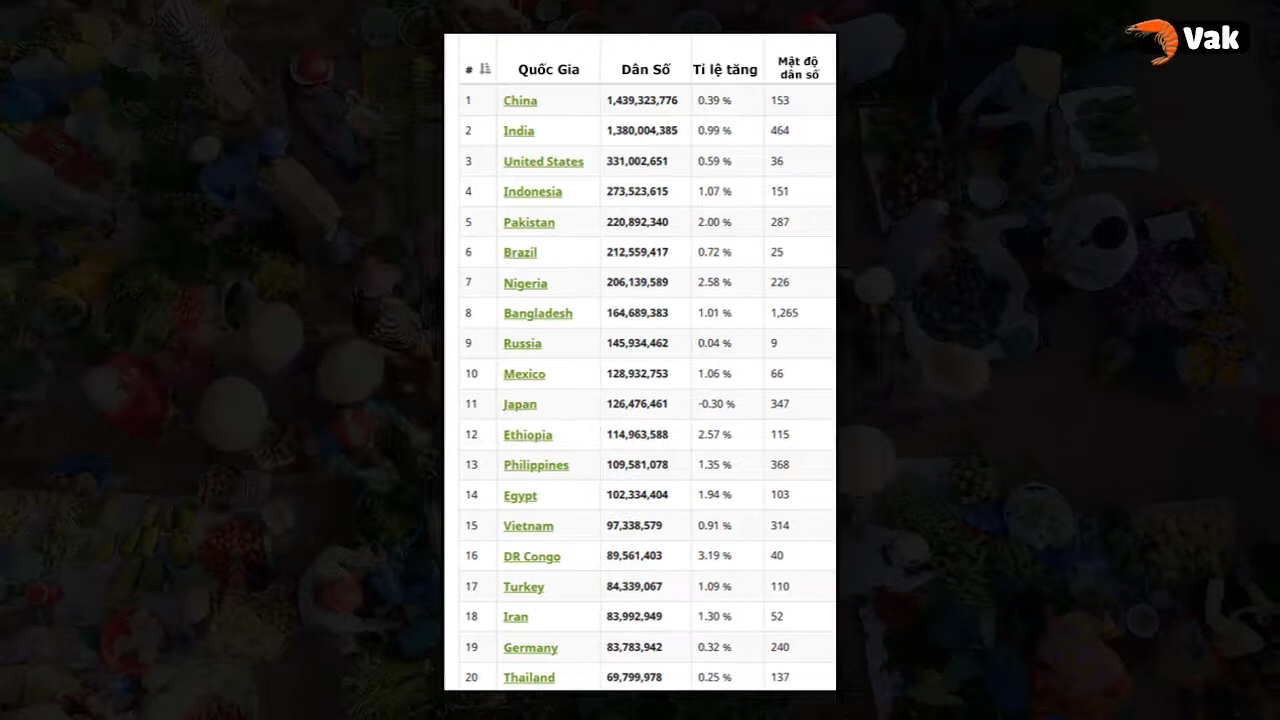 Vak
# Quốc Gia Dân Số Tỉ lệ tăng Mật độ dân số
1 China 1,439,323,776 0.39 % 153
2 India 1,380,004,385 0.99 % 464
3 United States 331,002,651 0.59 % 36
4 Indonesia 273,523,615 1.07 % 151
5 Pakistan 220,892,340 2.00 % 287
6 Brazil 212,559,417 0.72 % 25
7 Nigeria 206,139,589 2.58 % 226
8 Bangladesh 164,689,383 1.01 % 1,265
9 Russia 145,934,462 0.04 % 9
10 Mexico 128,932,753 1.06 % 66
11 Japan 126,476,461 -0.30 % 347
12 Ethiopia 114,963,588 2.57 % 115
13 Philippines 109,581,078 1.35 % 368
14 Egypt 102,334,404 1.94 % 103
15 Vietnam 97,338,579 0.91 % 314
16 DR Congo 89,561,403 3.19 % 40
17 Turkey 84,339,067 1.09 % 110
18 Iran 83,992,949 1.30 % 52
19 Germany 83,783,942 0.32 % 240
20 Thailand 69,799,978 0.25 % 137